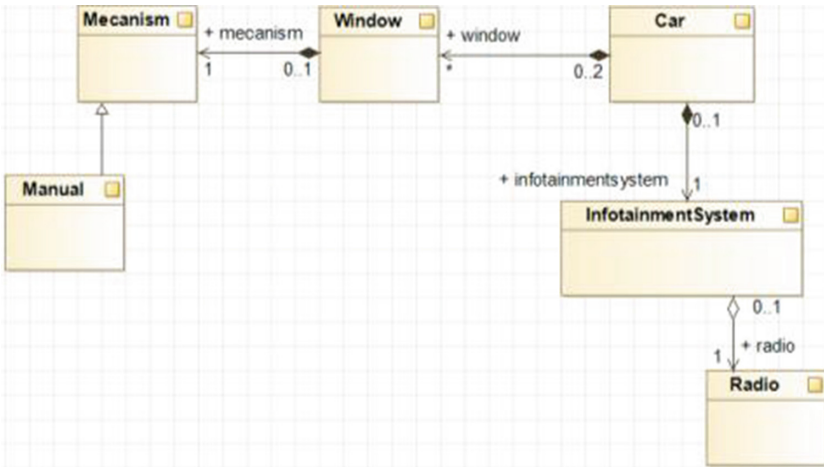 Mecanism
+ mecanism
1
0..1
Window
+ window
*
0..2
Car
0..1
+ infotainmentsystem
1
Manual
InfotainmentSystem
0..1
+ radio
1
Radio